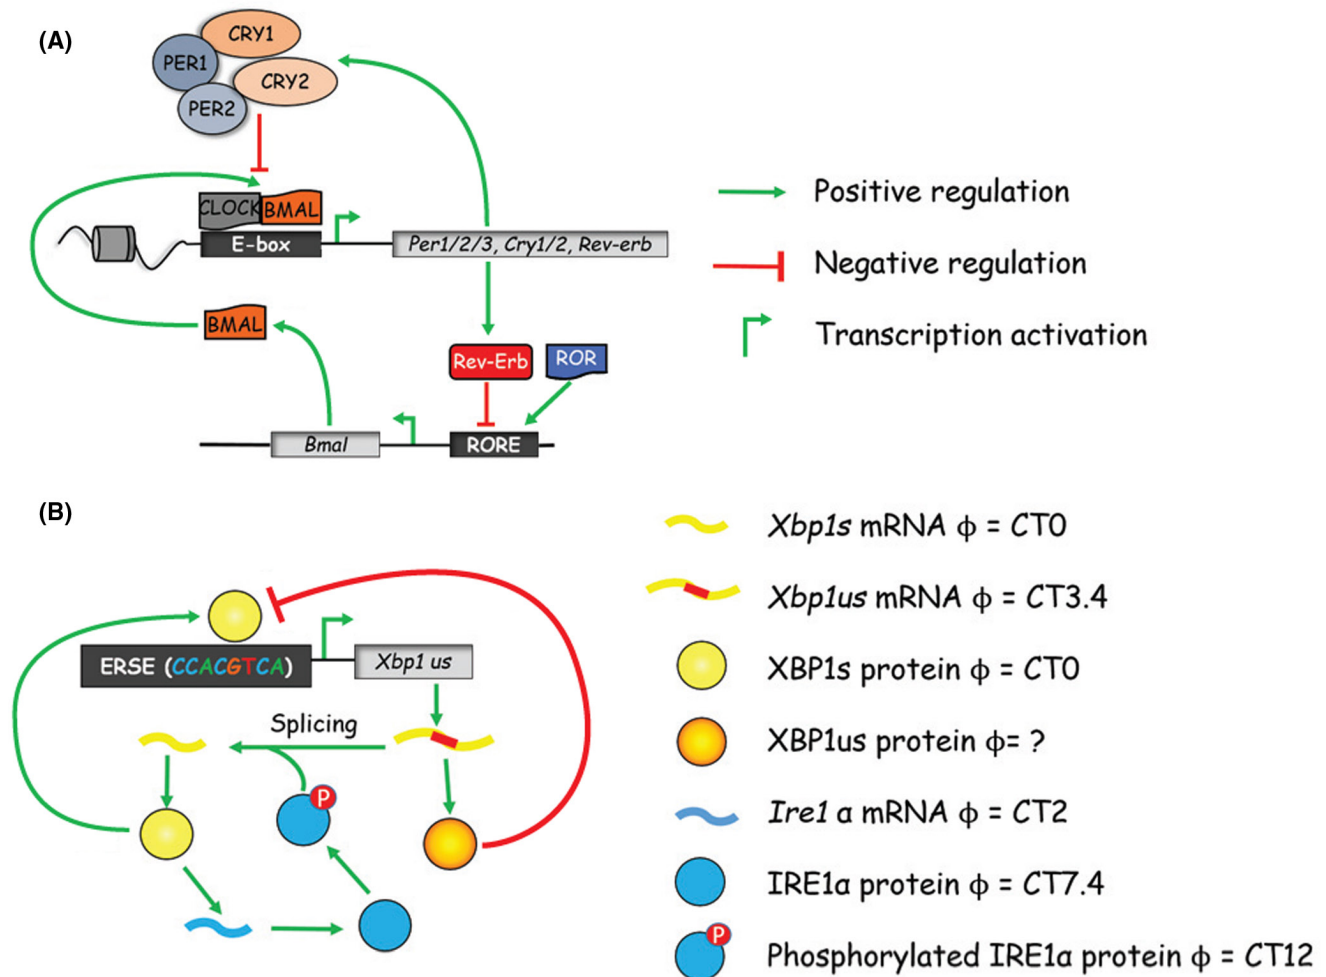 (A)
CRY1
PER1
CRY2
PER2
CLOCK
BMAL
E-box
Per1/2/3, Cry1/2, Rev-erb
BMAL
Rev-Erb
ROR
Bmal
RORE
Positive regulation
Negative regulation
Transcription activation
(B)
ERSE (CCACGTCA)
Xbp1 us
Splicing
P
Xbp1s mRNA ϕ = CT0
Xbp1us mRNA ϕ = CT3.4
XBP1s protein ϕ = CT0
XBP1us protein ϕ= ?
Ire1 α mRNA ϕ = CT2
IRE1α protein ϕ = CT7.4
P
Phosphorylated IRE1α protein ϕ = CT12